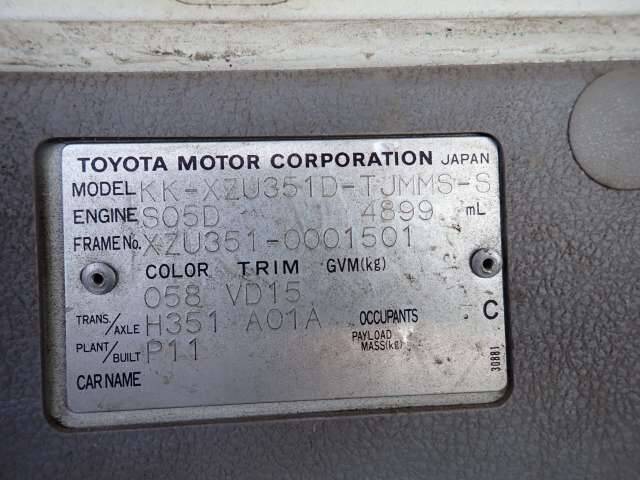 TOYOTA MOTOR CORPORATION JAPAN
MODEL KK-XZU351D-TJMMS-S
ENGINE S05D 4899 mL
FRAME No. XZU351-0001501
COLOR TRIM GVM(kg)
058 VD15
TRANS./AXLE H351 A01A OCCUPANTS C
PLANT/BUILT P11 PAYLOAD MASS(kg)
CAR NAME
30881